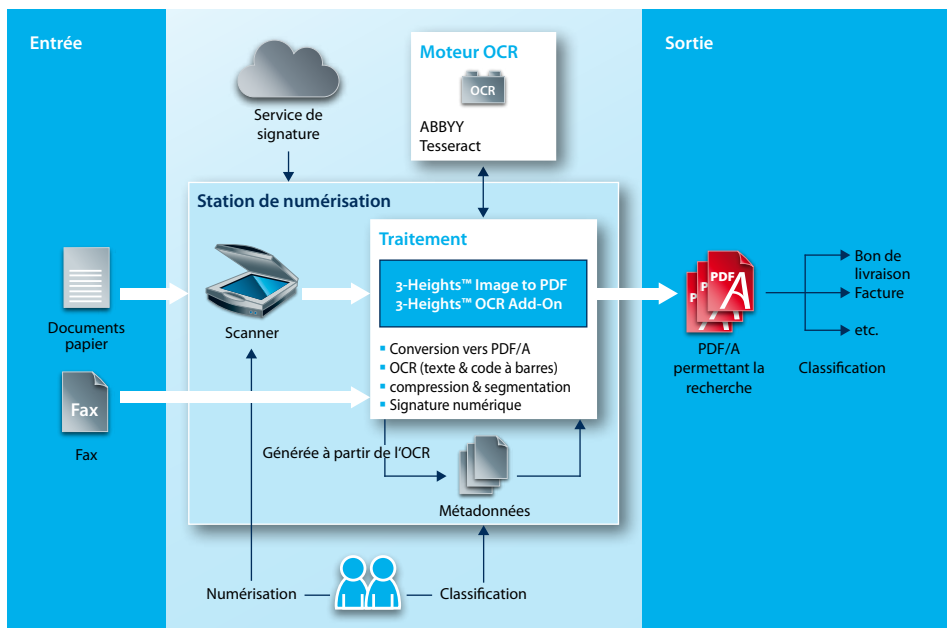 Entrée
Sortie
Service de
signature
Moteur OCR
OCR
ABBYY
Tesseract
Station de numérisation
Traitement
3-Heights™ Image to PDF
3-Heights™ OCR Add-On
Conversion vers PDF/A
OCR (texte & code à barres)
compression & segmentation
Signature numérique
Documents
papier
Scanner
Fax
Fax
Générée à partir de l’OCR
Métadonnées
Numérisation
Classification
PDF
P
P
PDF/A
permettant la
recherche
Bon de
livraison
Facture
etc.
Classification